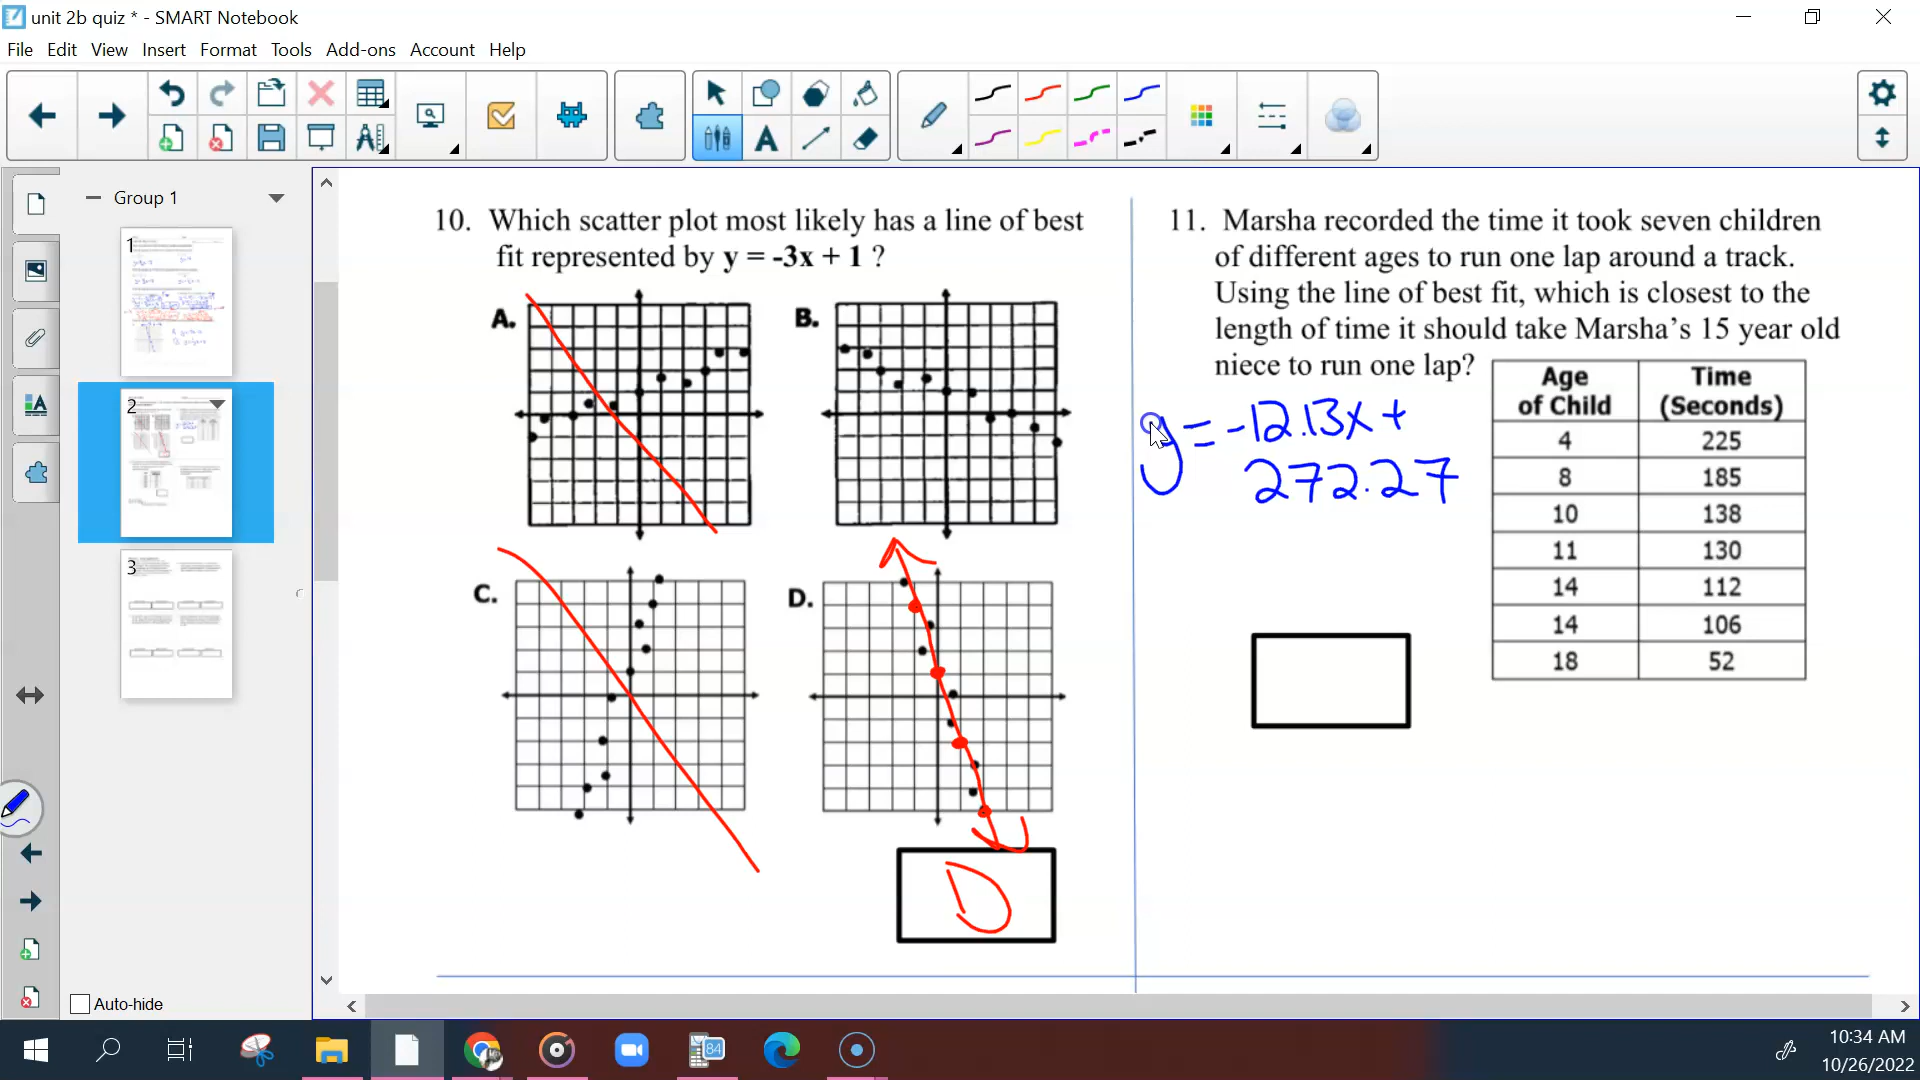 unit 2b quiz * - SMART Notebook
File Edit View Insert Format Tools Add-ons Account Help
Group 1
1
2
3
Auto-hide
10. Which scatter plot most likely has a line of best
fit represented by y = -3x + 1 ?
A.
B.
C.
D.
D
11. Marsha recorded the time it took seven children
of different ages to run one lap around a track.
Using the line of best fit, which is closest to the
length of time it should take Marsha's 15 year old
niece to run one lap?
y = -12.13x +
272.27
Age of Child Time (Seconds)
4 225
8 185
10 138
11 130
14 112
14 106
18 52
84
10:34 AM
10/26/2022